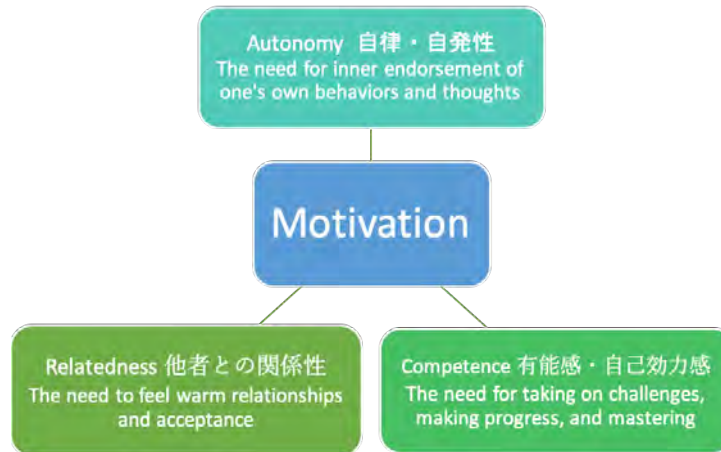 Autonomy 自律・自発性
The need for inner endorsement of
one's own behaviors and thoughts
Motivation
Relatedness 他者との関係性
The need to feel warm relationships
and acceptance
Competence 有能感・自己効力感
The need for taking on challenges,
making progress, and mastering